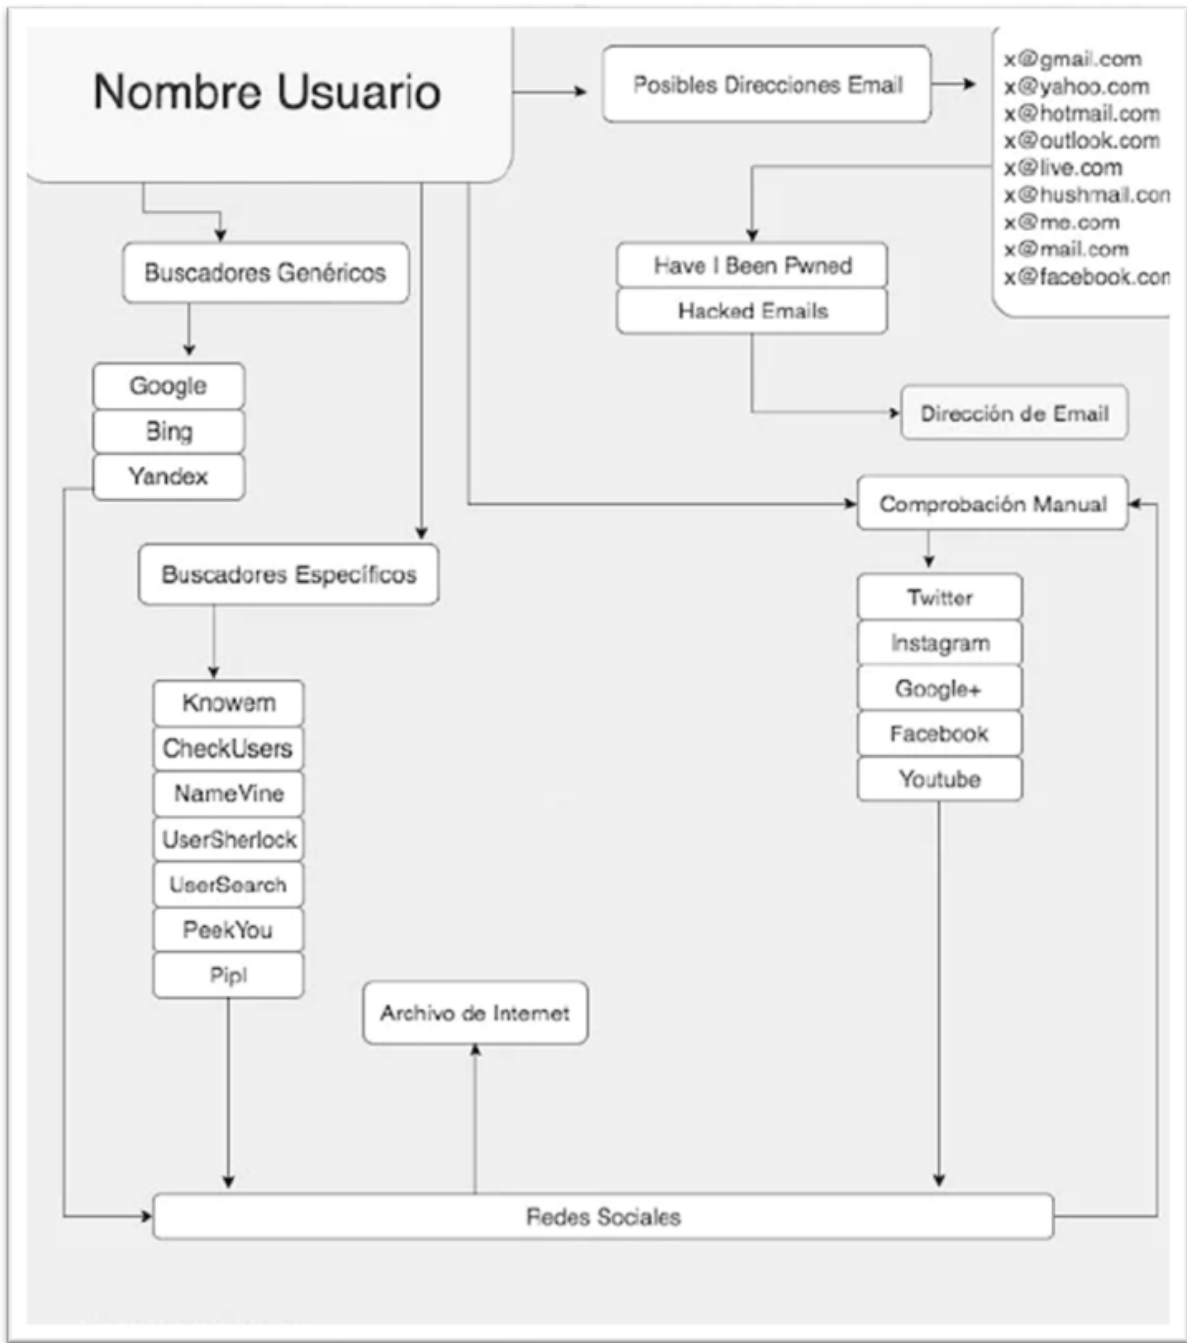 Nombre Usuario
Posibles Direcciones Email
x@gmail.com
x@yahoo.com
x@hotmail.com
x@outlook.com
x@live.com
x@hushmail.con
x@me.com
x@mail.com
x@facebook.con
Buscadores Genéricos
Have I Been Pwned
Hacked Emails
Google
Bing
Yandex
Dirección de Email
Comprobación Manual
Buscadores Específicos
Twitter
Instagram
Google+
Facebook
Youtube
Knowem
CheckUsers
NameVine
UserSherlock
UserSearch
PeekYou
Pipl
Archivo de Internet
Redes Sociales